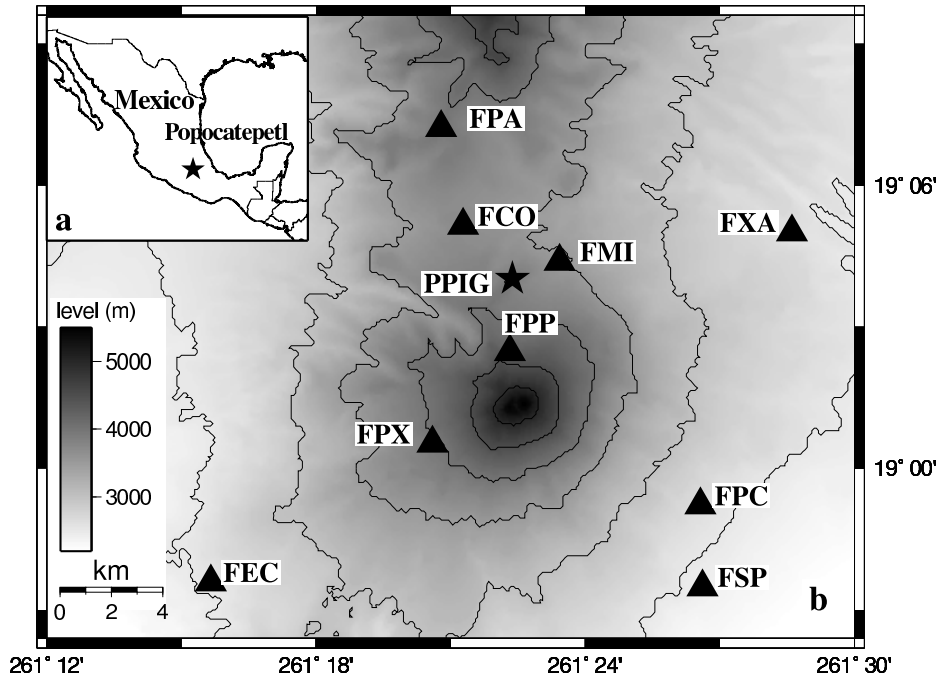 Mexico
Popocatepetl
a
FPA
19° 06'
FCO
FXA
FMI
PPIG
level (m)
FPP
5000
4000
FPX
19° 00'
3000
FPC
km
FEC
FSP
b
0 2 4
261° 12' 261° 18' 261° 24' 261° 30'